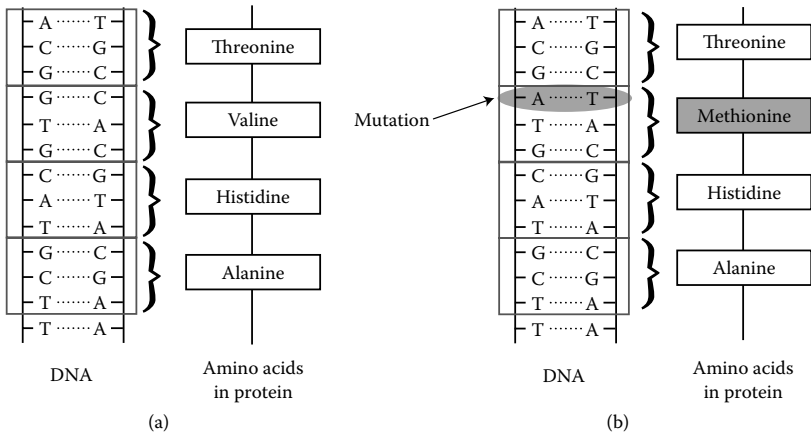 A ······· T
C ······· G
G ······· C
G ······· C
T ······· A
G ······· C
C ······· G
A ······· T
T ······· A
G ······· C
C ······· G
T ······· A
T ······· A
DNA
Threonine
Valine
Histidine
Alanine
Amino acids
in protein
(a)
Mutation
A ······· T
C ······· G
G ······· C
A ······· T
T ······· A
G ······· C
C ······· G
A ······· T
T ······· A
G ······· C
C ······· G
T ······· A
T ······· A
DNA
Threonine
Methionine
Histidine
Alanine
Amino acids
in protein
(b)